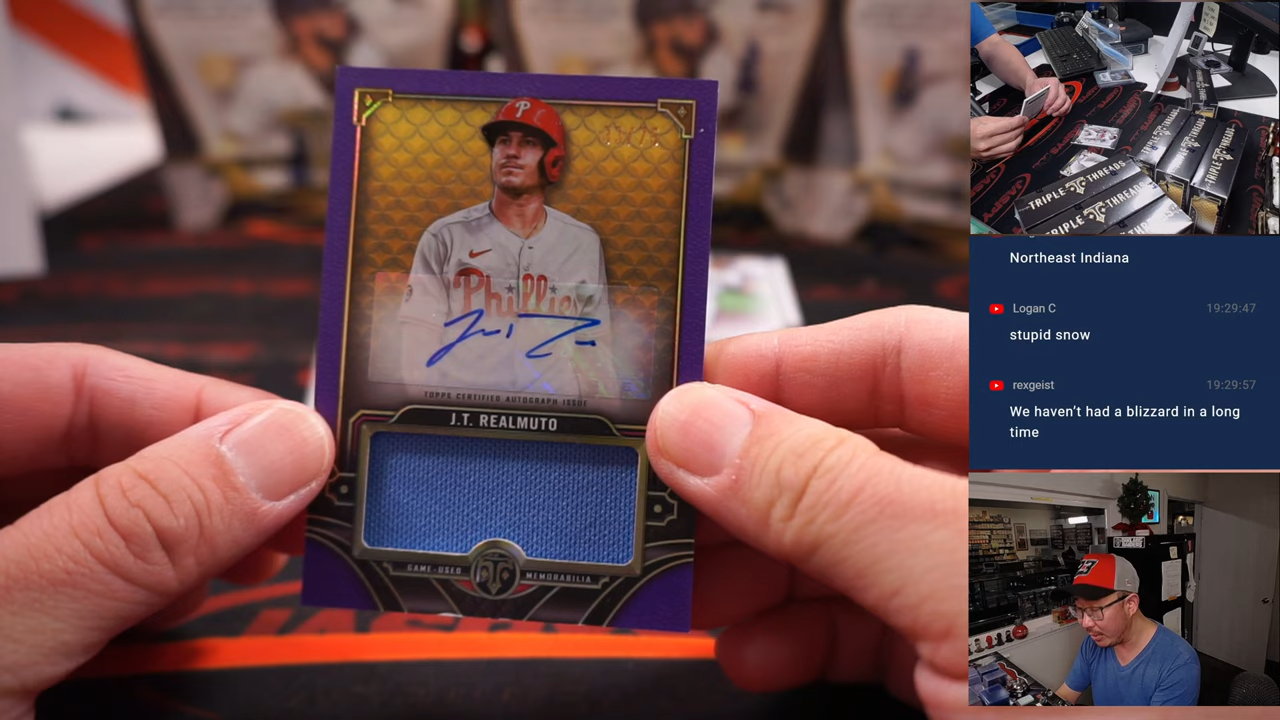 P
Phillies
TOPPS CERTIFIED AUTOGRAPH ISSUE
J.T. REALMUTO
GAME-USED MEMORABILIA
TRIPLE THREADS
TRIPLE
Northeast Indiana
Logan C 19:29:47
stupid snow
rexgeist 19:29:57
We haven't had a blizzard in a long
time